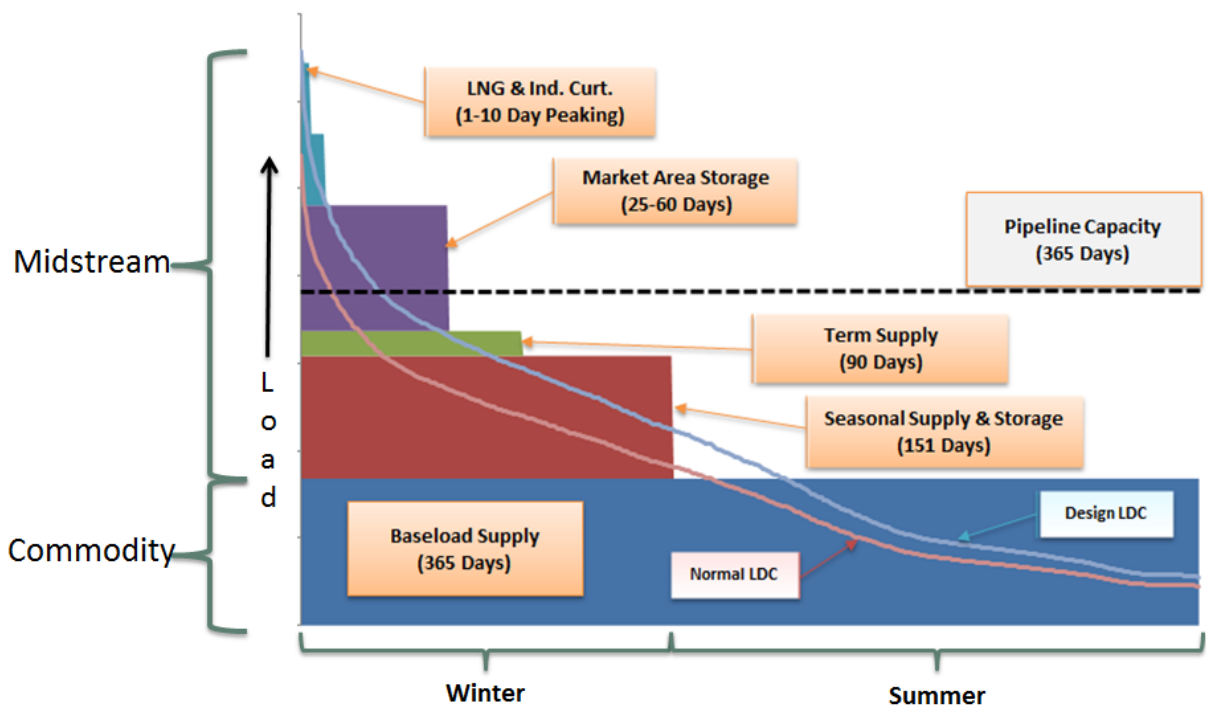 LNG & Ind. Curt.
(1-10 Day Peaking)
Market Area Storage
(25-60 Days)
Pipeline Capacity
(365 Days)
Midstream
Term Supply
(90 Days)
Load
Seasonal Supply & Storage
(151 Days)
Baseload Supply
(365 Days)
Design LDC
Commodity
Normal LDC
Winter
Summer